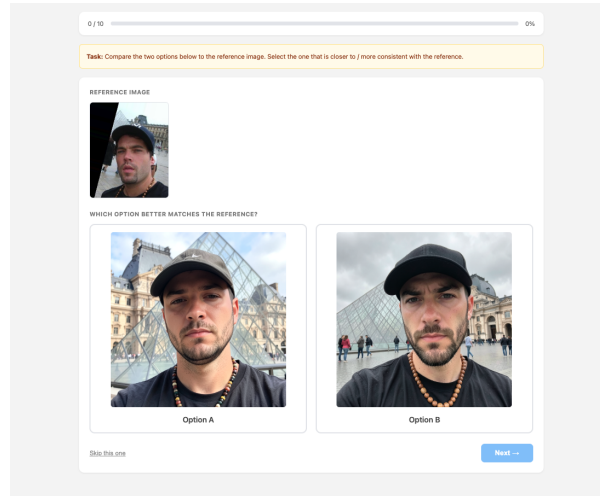 0 / 10
0%
Task: Compare the two options below to the reference image. Select the one that is closer to / more consistent with the reference.
REFERENCE IMAGE
WHICH OPTION BETTER MATCHES THE REFERENCE?
Option A
Option B
Skip this one
Next →